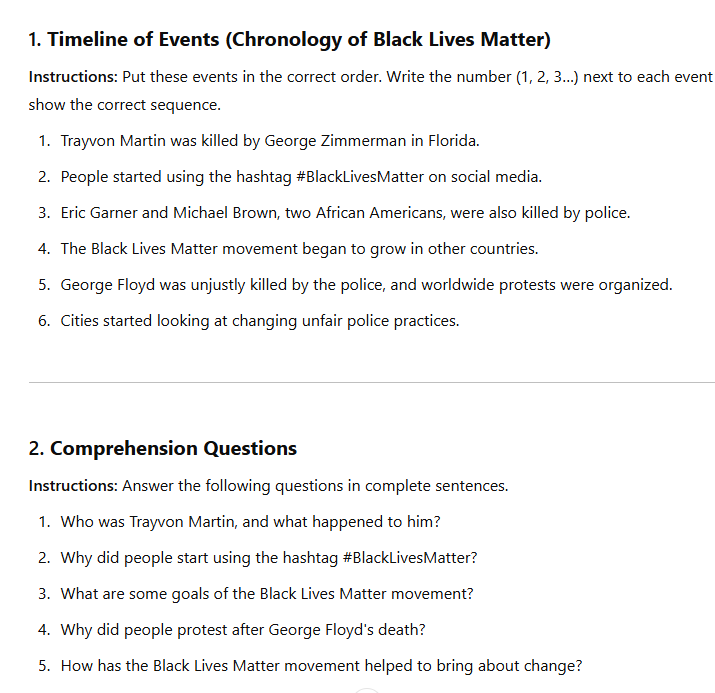 1. Timeline of Events (Chronology of Black Lives Matter)
Instructions: Put these events in the correct order. Write the number (1, 2, 3...) next to each event
show the correct sequence.
1. Trayvon Martin was killed by George Zimmerman in Florida.
2. People started using the hashtag #BlackLivesMatter on social media.
3. Eric Garner and Michael Brown, two African Americans, were also killed by police.
4. The Black Lives Matter movement began to grow in other countries.
5. George Floyd was unjustly killed by the police, and worldwide protests were organized.
6. Cities started looking at changing unfair police practices.
2. Comprehension Questions
Instructions: Answer the following questions in complete sentences.
1. Who was Trayvon Martin, and what happened to him?
2. Why did people start using the hashtag #BlackLivesMatter?
3. What are some goals of the Black Lives Matter movement?
4. Why did people protest after George Floyd's death?
5. How has the Black Lives Matter movement helped to bring about change?